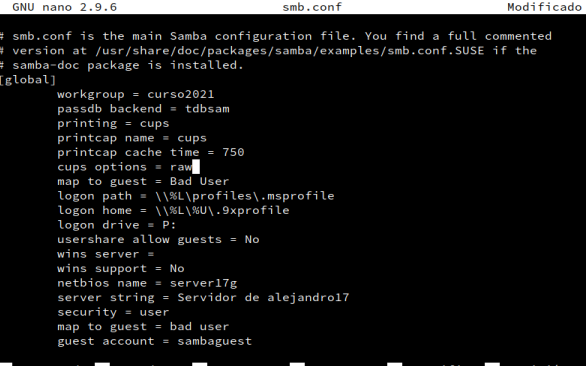 GNU nano 2.9.6 smb.conf Modificado
# smb.conf is the main Samba configuration file. You find a full commented
# version at /usr/share/doc/packages/samba/examples/smb.conf.SUSE if the
# samba-doc package is installed.
[global]
workgroup = curso2021
passdb backend = tdbsam
printing = cups
printcap name = cups
printcap cache time = 750
cups options = raw
map to guest = Bad User
logon path = \\%L\profiles\.msprofile
logon home = \\%L\%U\.9xprofile
logon drive = P:
usershare allow guests = No
wins server =
wins support = No
netbios name = server17g
server string = Servidor de alejandro17
security = user
map to guest = bad user
guest account = sambaguest